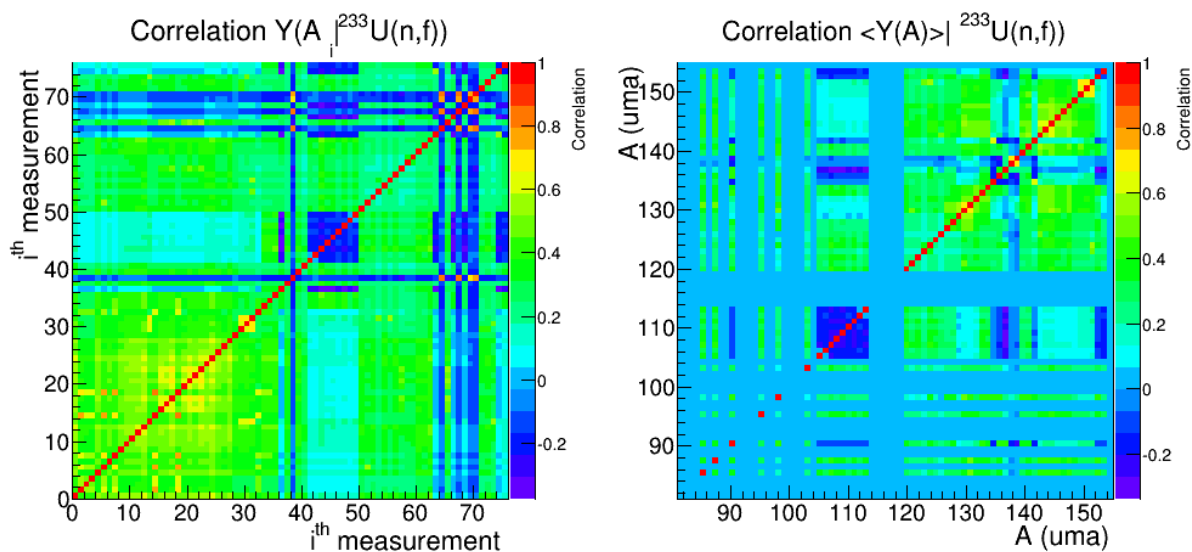 Correlation Y(A_i|²³³U(n,f))
Correlation <Y(A)>| ²³³U(n,f))
i^th measurement
70
60
50
40
30
20
10
0
0 10 20 30 40 50 60 70
i^th measurement
1
0.8
0.6
0.4
0.2
0
-0.2
Correlation
A (uma)
150
140
130
120
110
100
90
90 100 110 120 130 140 150
A (uma)
1
0.8
0.6
0.4
0.2
0
-0.2
Correlation